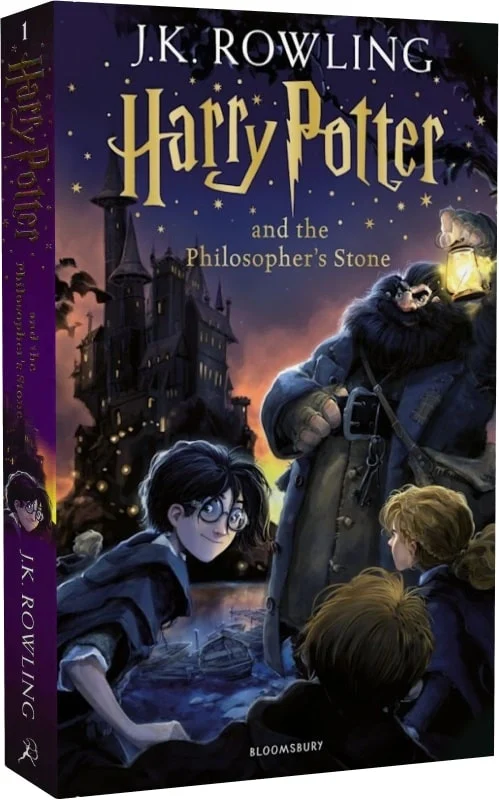 J.K. ROWLING
Harry Potter
and the
Philosopher's Stone
BLOOMSBURY
1
Harry Potter
and the
Philosopher's Stone
J.K. ROWLING